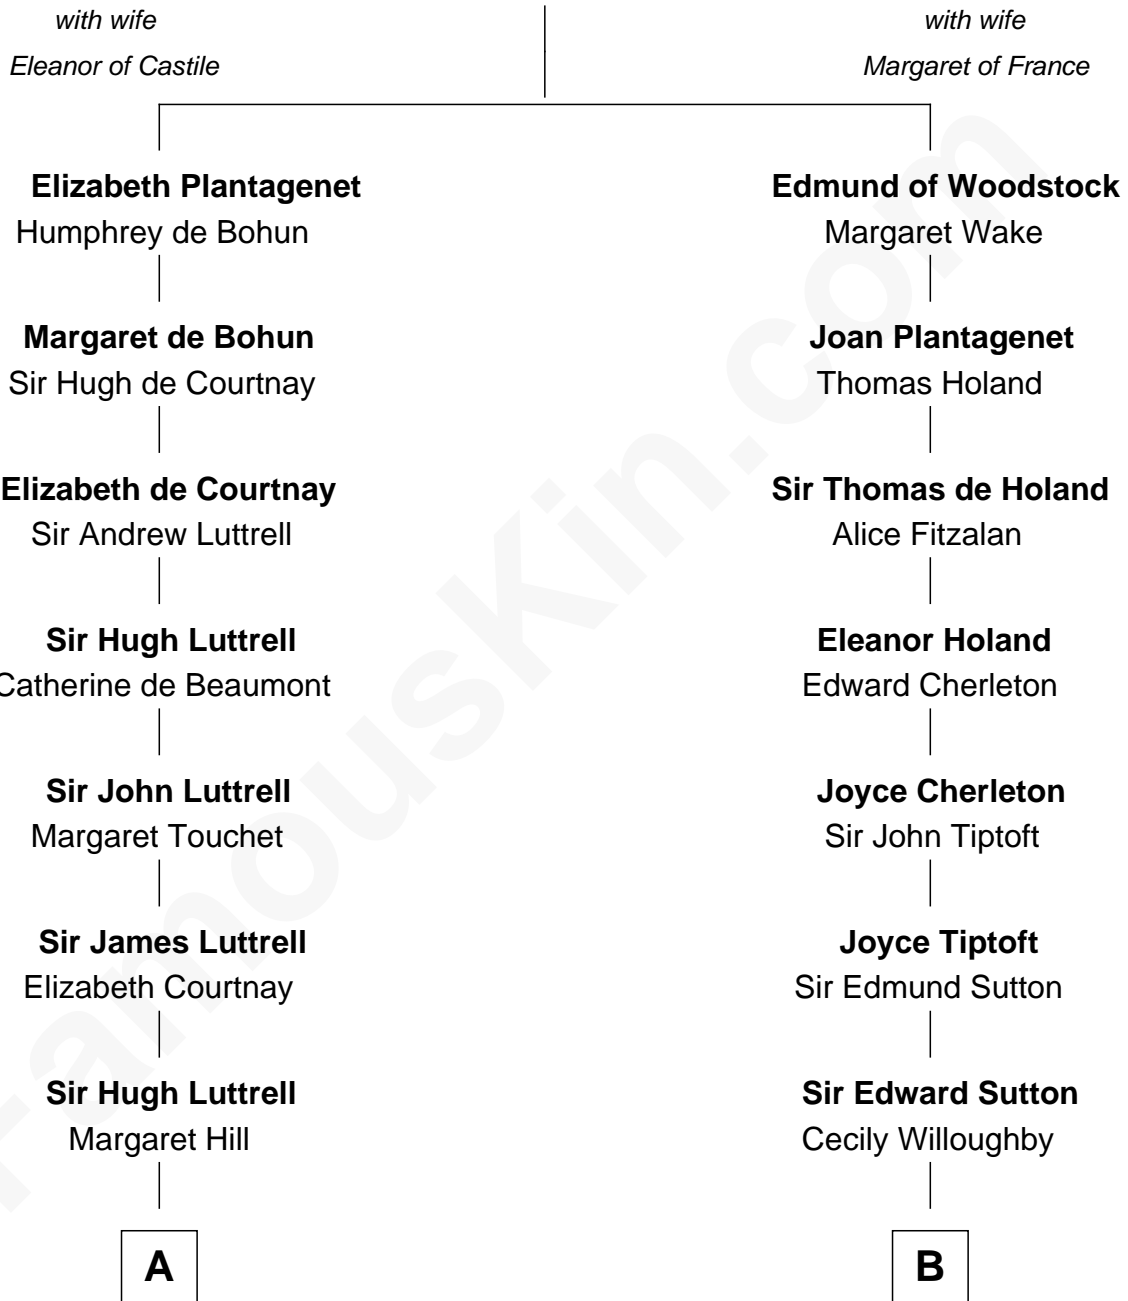 with wife
Eleanor of Castile
with wife
Margaret of France
Elizabeth Plantagenet
Humphrey de Bohun
Edmund of Woodstock
Margaret Wake
Margaret de Bohun
Sir Hugh de Courtnay
Joan Plantagenet
Thomas Holand
Elizabeth de Courtnay
Sir Andrew Luttrell
Sir Thomas de Holand
Alice Fitzalan
Sir Hugh Luttrell
Catherine de Beaumont
Eleanor Holand
Edward Cherleton
Sir John Luttrell
Margaret Touchet
Joyce Cherleton
Sir John Tiptoft
Sir James Luttrell
Elizabeth Courtnay
Joyce Tiptoft
Sir Edmund Sutton
Sir Hugh Luttrell
Margaret Hill
Sir Edward Sutton
Cecily Willoughby
A
B
FamousKin.com